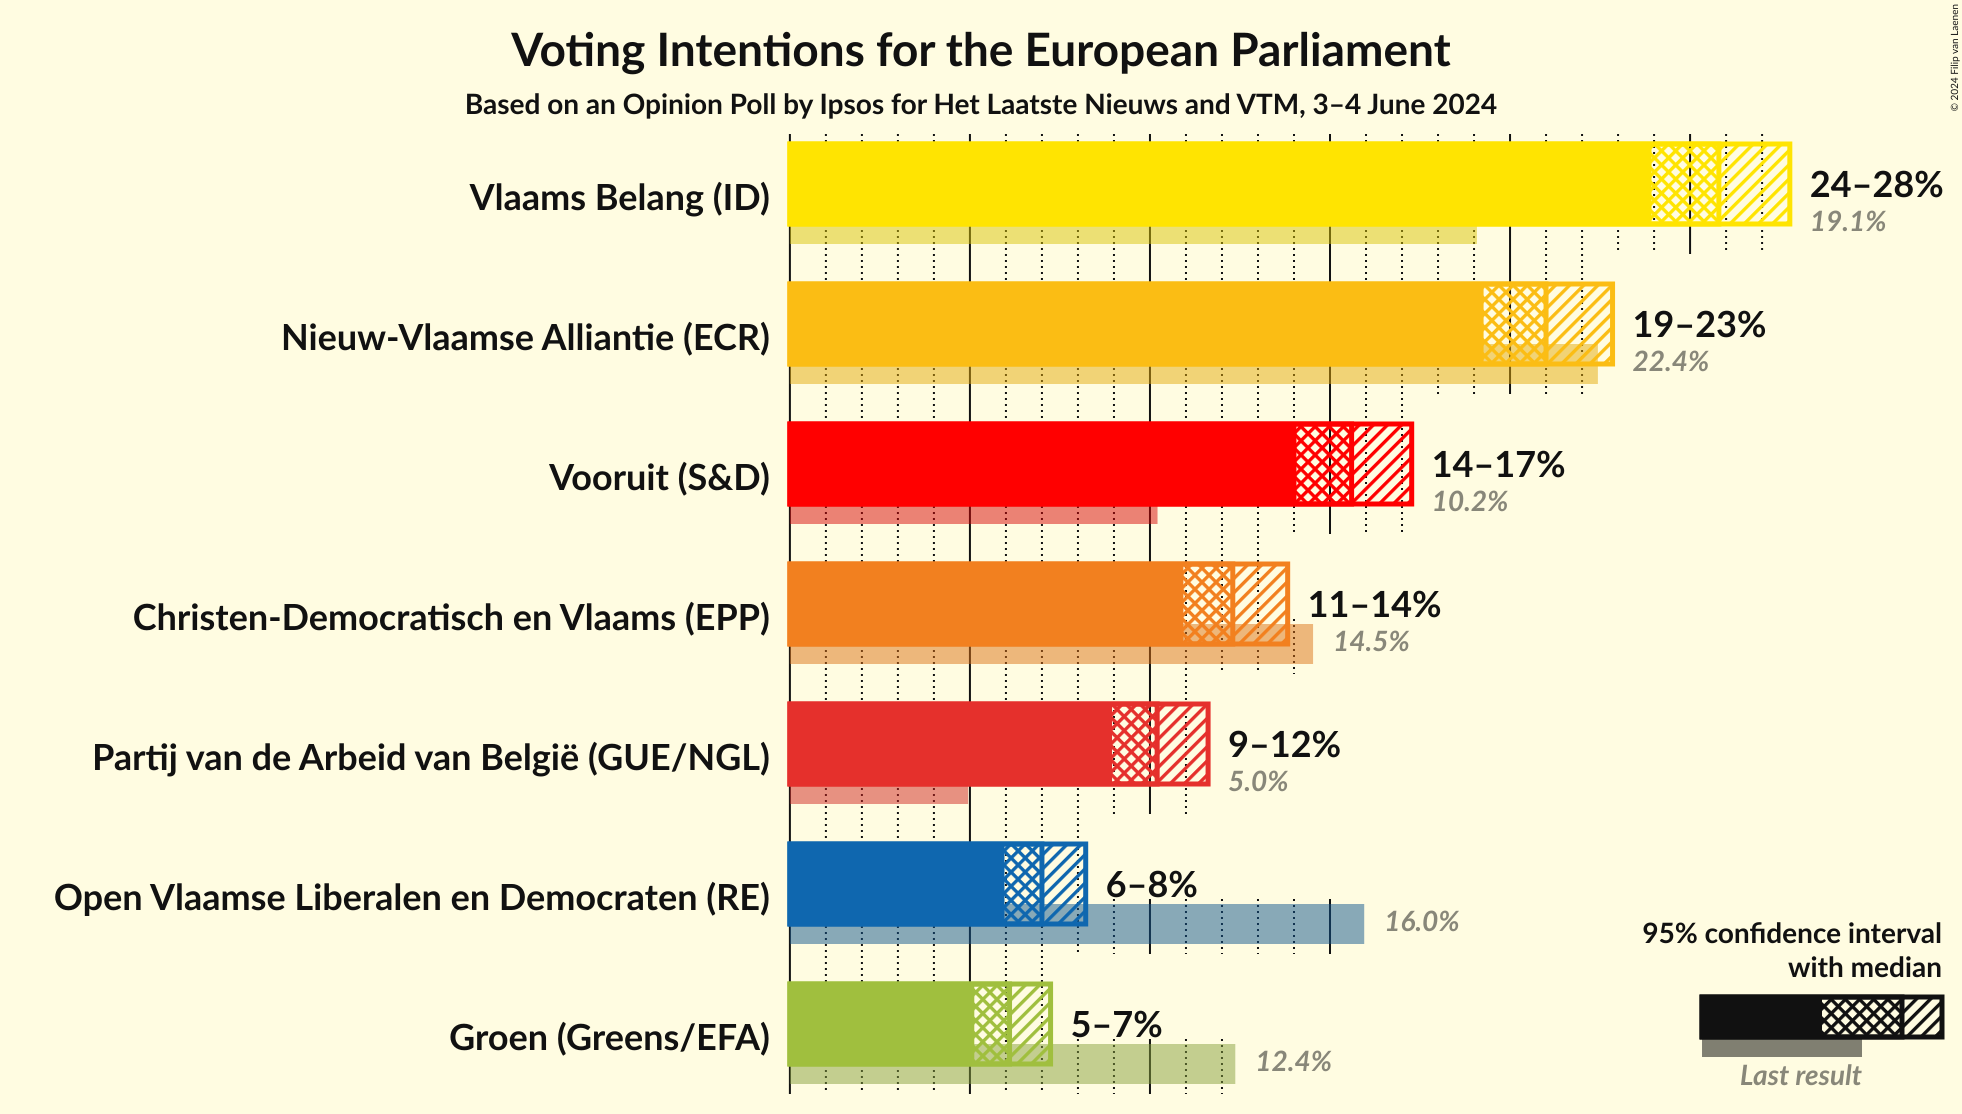 Voting Intentions for the European Parliament
Based on an Opinion Poll by Ipsos for Het Laatste Nieuws and VTM, 3–4 June 2024
© 2024 Filip van Laenen
Vlaams Belang (ID)
24–28%
19.1%
Nieuw-Vlaamse Alliantie (ECR)
19–23%
22.4%
Vooruit (S&D)
14–17%
10.2%
Christen-Democratisch en Vlaams (EPP)
11–14%
14.5%
Partij van de Arbeid van België (GUE/NGL)
9–12%
5.0%
Open Vlaamse Liberalen en Democraten (RE)
6–8%
16.0%
Groen (Greens/EFA)
5–7%
12.4%
95% confidence interval
with median
Last result